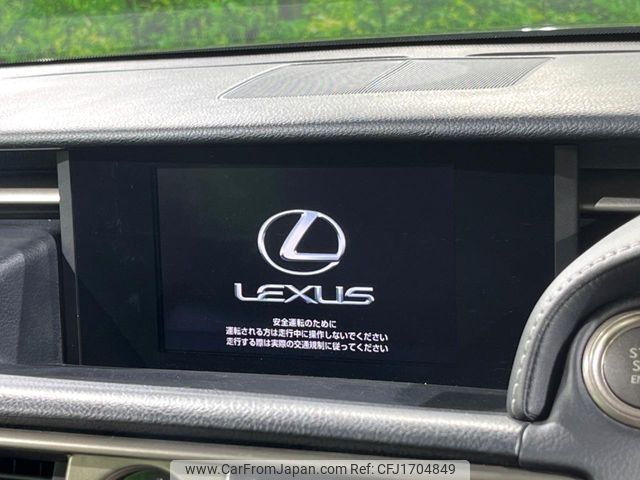 LEXUS
安全運転のために
運転される方は走行中に操作しないでください
走行する際は実際の交通規制に従ってください
www.CarFromJapan.com - Ref: CFJ1704849